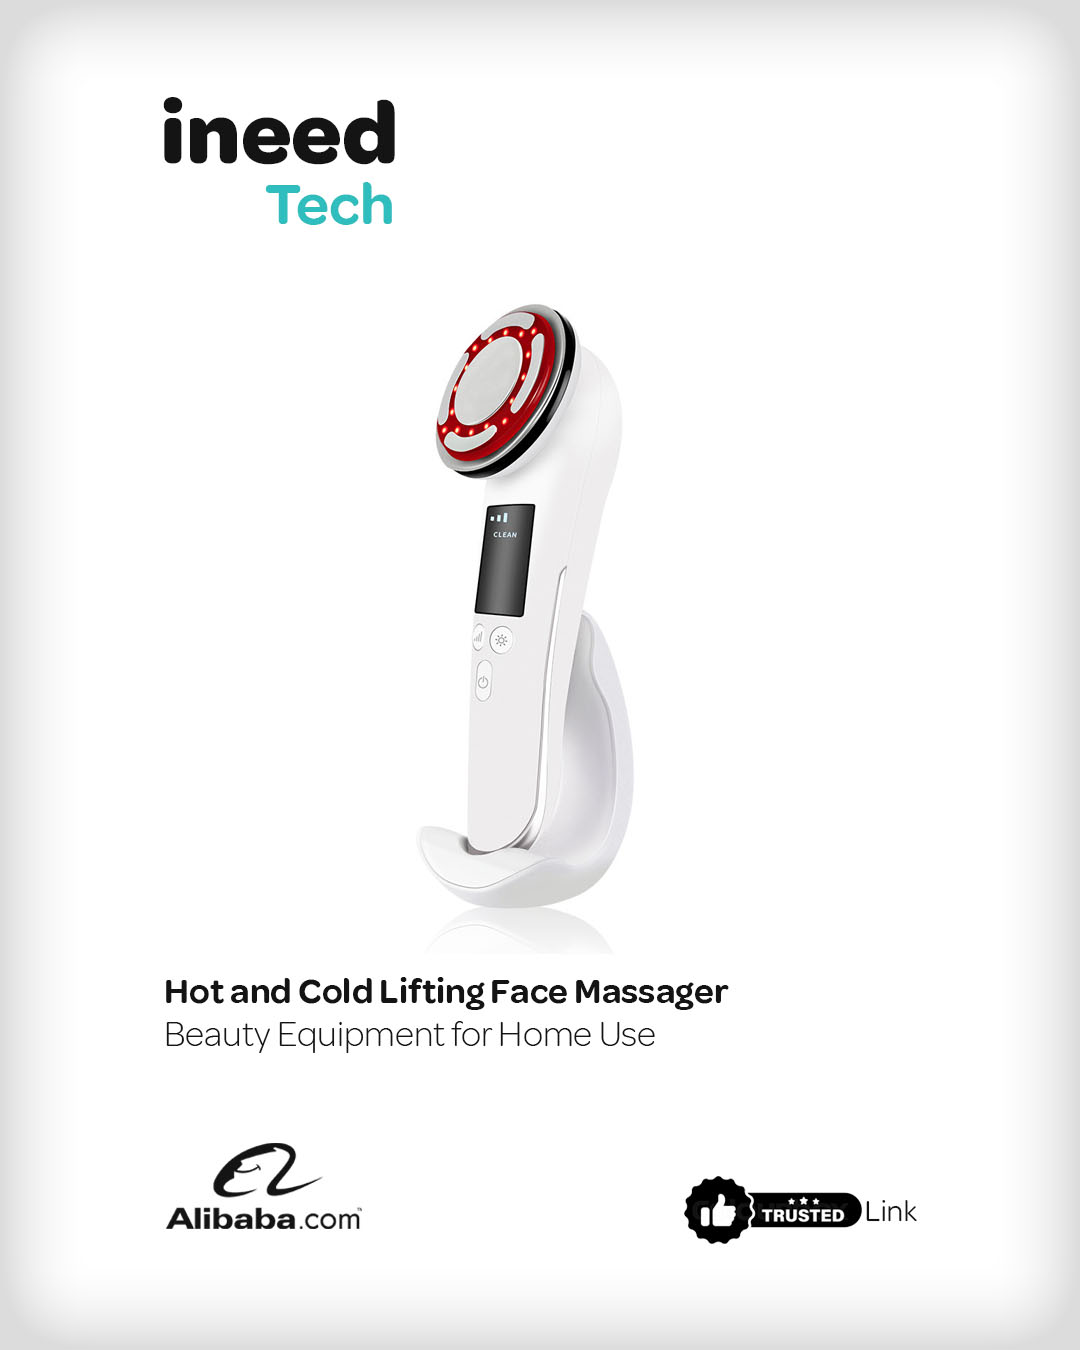 ineed
Tech
CLEAN
Hot and Cold Lifting Face Massager
Beauty Equipment for Home Use
Alibaba.com
TRUSTED
Link